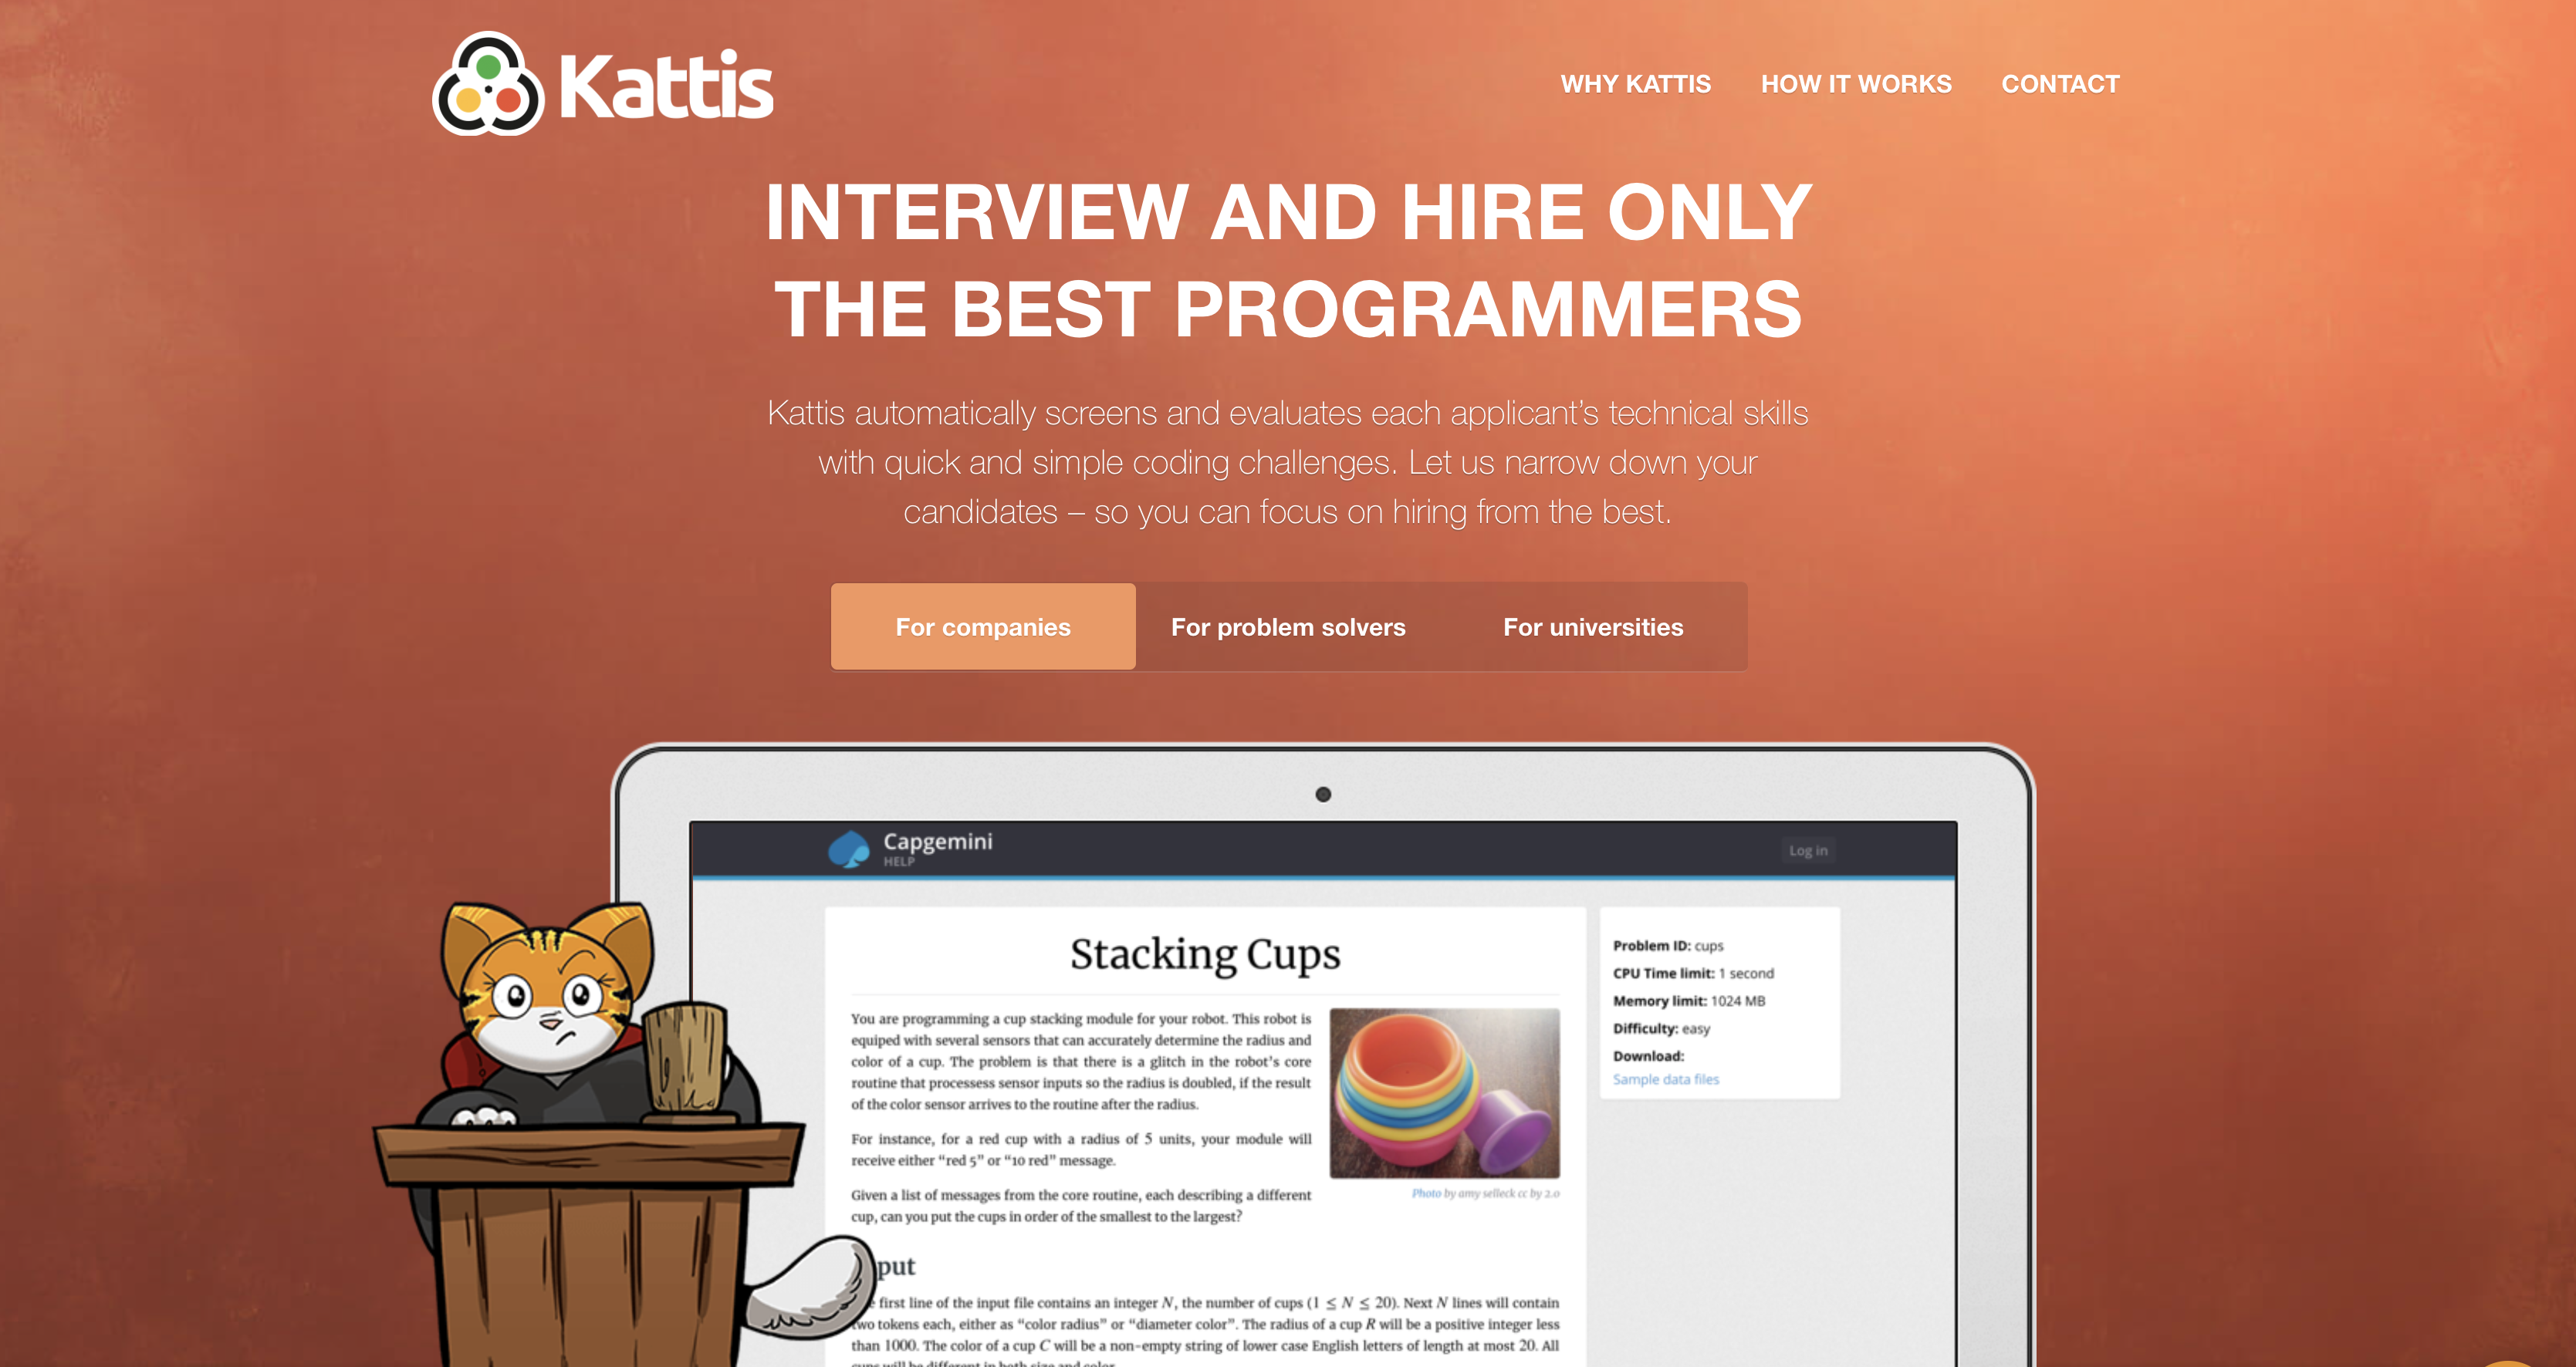 Kattis
WHY KATTIS
HOW IT WORKS
CONTACT
INTERVIEW AND HIRE ONLY
THE BEST PROGRAMMERS
Kattis automatically screens and evaluates each applicant’s technical skills
with quick and simple coding challenges. Let us narrow down your
candidates – so you can focus on hiring from the best.
For companies
For problem solvers
For universities
Capgemini
HELP
Log in
Stacking Cups
You are programming a cup stacking module for your robot. This robot is
equiped with several sensors that can accurately determine the radius and
color of a cup. The problem is that there is a glitch in the robot’s core
routine that processess sensor inputs so the radius is doubled, if the result
of the color sensor arrives to the routine after the radius.
For instance, for a red cup with a radius of 5 units, your module will
receive either “red 5” or “10 red” message.
Given a list of messages from the core routine, each describing a different
cup, can you put the cups in order of the smallest to the largest?
Photo by amy selleck cc by 2.0
Problem ID: cups
CPU Time limit: 1 second
Memory limit: 1024 MB
Difficulty: easy
Download:
Sample data files
put
first line of the input file contains an integer N, the number of cups (1 ≤ N ≤ 20). Next N lines will contain
two tokens each, either as “color radius” or “diameter color”. The radius of a cup R will be a positive integer less
than 1000. The color of a cup C will be a non-empty string of lower case English letters of length at most 20. All
cups will be different in both size and color.